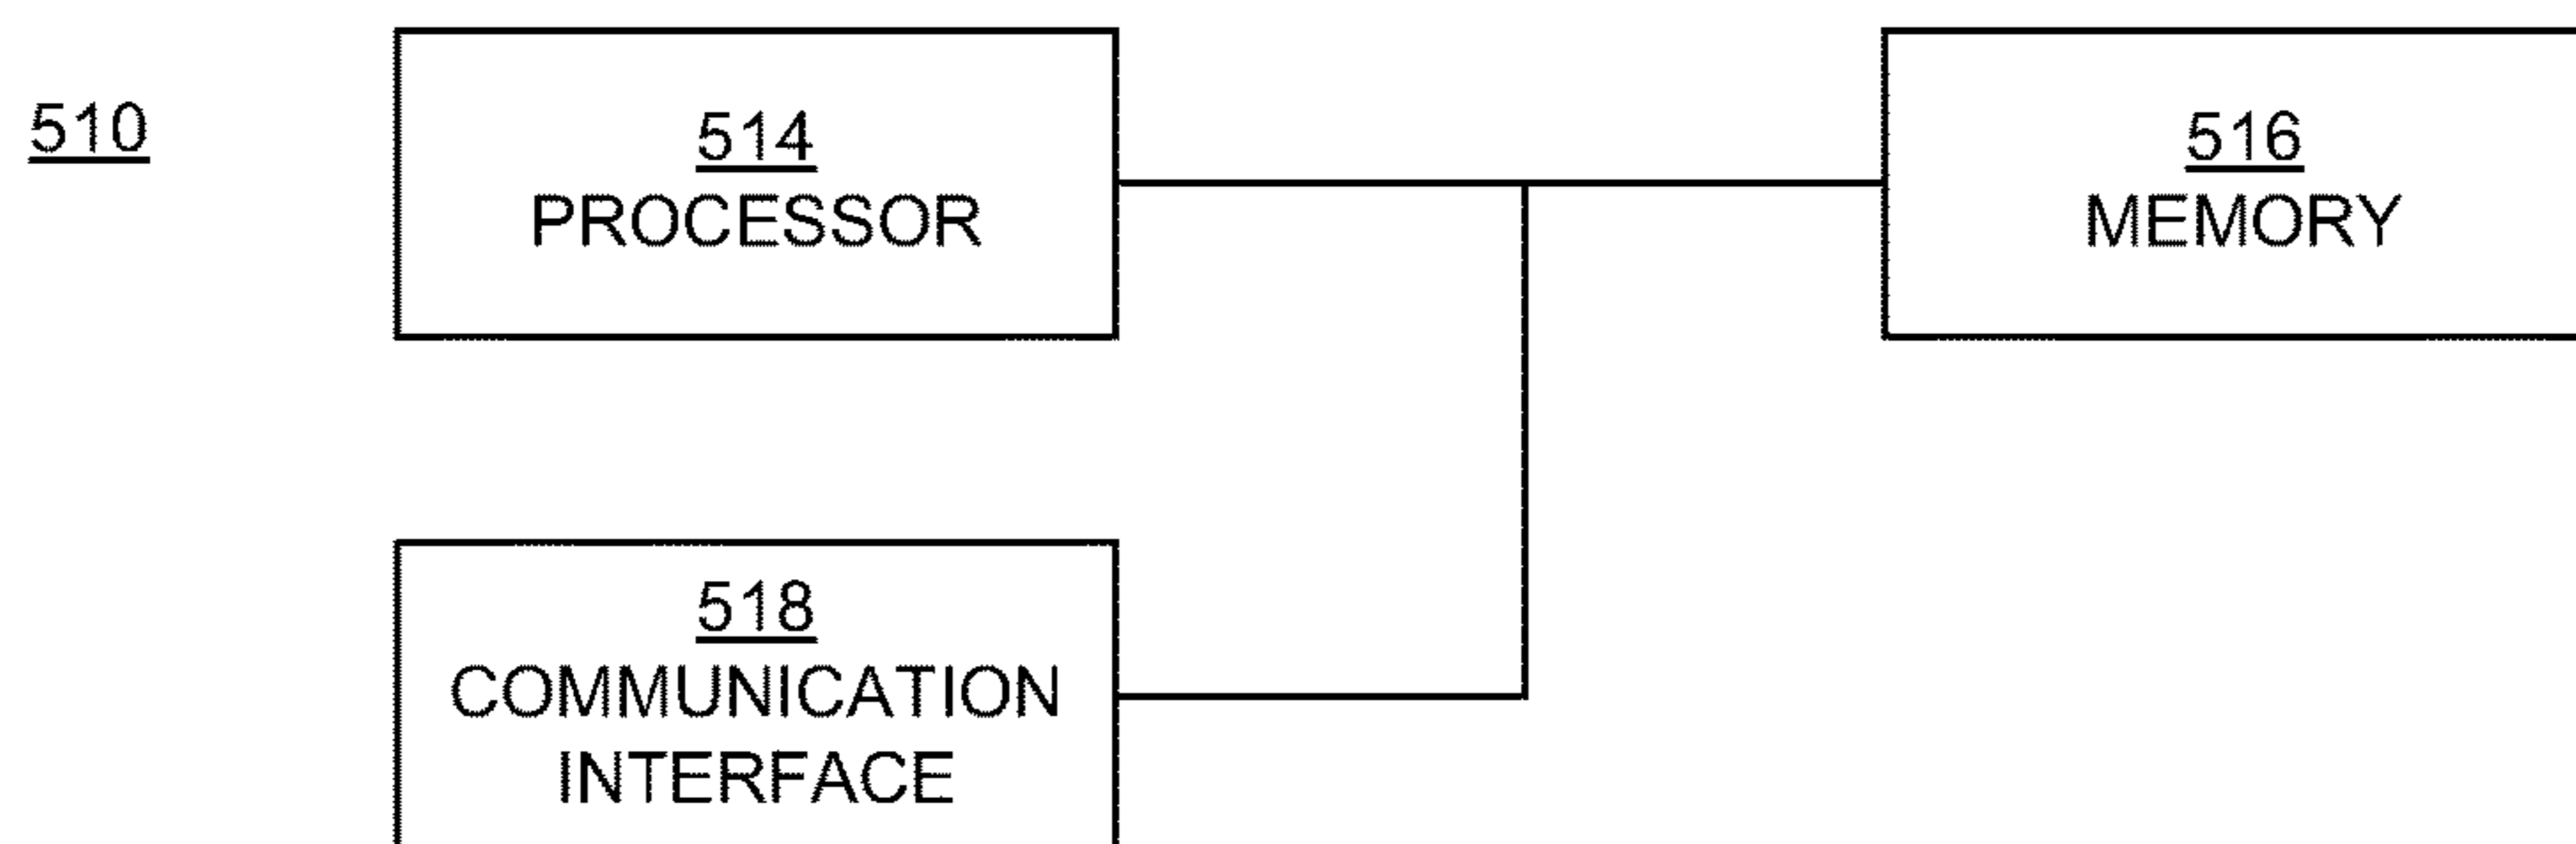 510
514
PROCESSOR
516
MEMORY
518
COMMUNICATION
INTERFACE